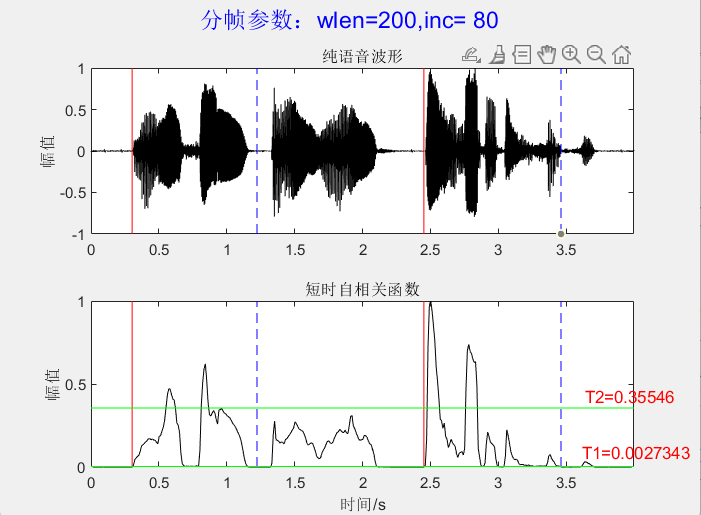 分帧参数：wlen=200,inc= 80
纯语音波形
幅值
1
0.5
0
-0.5
-1
0 0.5 1 1.5 2 2.5 3 3.5
短时自相关函数
幅值
1
0.5
0
T2=0.35546
T1=0.0027343
0 0.5 1 1.5 2 2.5 3 3.5
时间/s